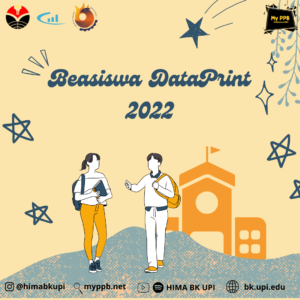 My PPB
Beasiswa DataPrint
2022
@himabkupi
myppb.net
HIMA BK UPI
bk.upi.edu